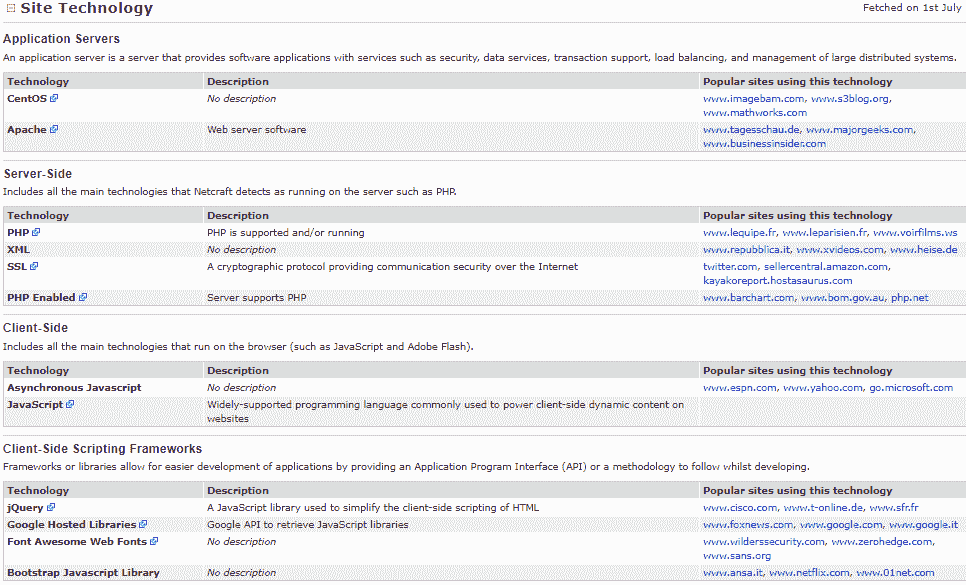 Site Technology Fetched on 1st July
Application Servers
An application server is a server that provides software applications with services such as security, data services, transaction support, load balancing, and management of large distributed systems.
Technology Description Popular sites using this technology
CentOS No description www.imagebam.com, www.s3blog.org,
www.mathworks.com
Apache Web server software www.tagesschau.de, www.majorgeeks.com,
www.businessinsider.com
Server-Side
Includes all the main technologies that Netcraft detects as running on the server such as PHP.
Technology Description Popular sites using this technology
PHP PHP is supported and/or running www.lequipe.fr, www.leparisien.fr, www.voirfilms.ws
XML No description www.repubblica.it, www.xvideos.com, www.heise.de
SSL A cryptographic protocol providing communication security over the Internet twitter.com, sellercentral.amazon.com,
kayakoreport.hostasaurus.com
PHP Enabled Server supports PHP www.barchart.com, www.bom.gov.au, php.net
Client-Side
Includes all the main technologies that run on the browser (such as JavaScript and Adobe Flash).
Technology Description Popular sites using this technology
Asynchronous Javascript No description www.espn.com, www.yahoo.com, go.microsoft.com
JavaScript Widely-supported programming language commonly used to power client-side dynamic content on
websites
Client-Side Scripting Frameworks
Frameworks or libraries allow for easier development of applications by providing an Application Program Interface (API) or a methodology to follow whilst developing.
Technology Description Popular sites using this technology
jQuery A JavaScript library used to simplify the client-side scripting of HTML www.cisco.com, www.t-online.de, www.sfr.fr
Google Hosted Libraries Google API to retrieve JavaScript libraries www.foxnews.com, www.google.com, www.google.it
Font Awesome Web Fonts No description www.wilderssecurity.com, www.zerohedge.com,
www.sans.org
Bootstrap Javascript Library No description www.ansa.it, www.netflix.com, www.01net.com